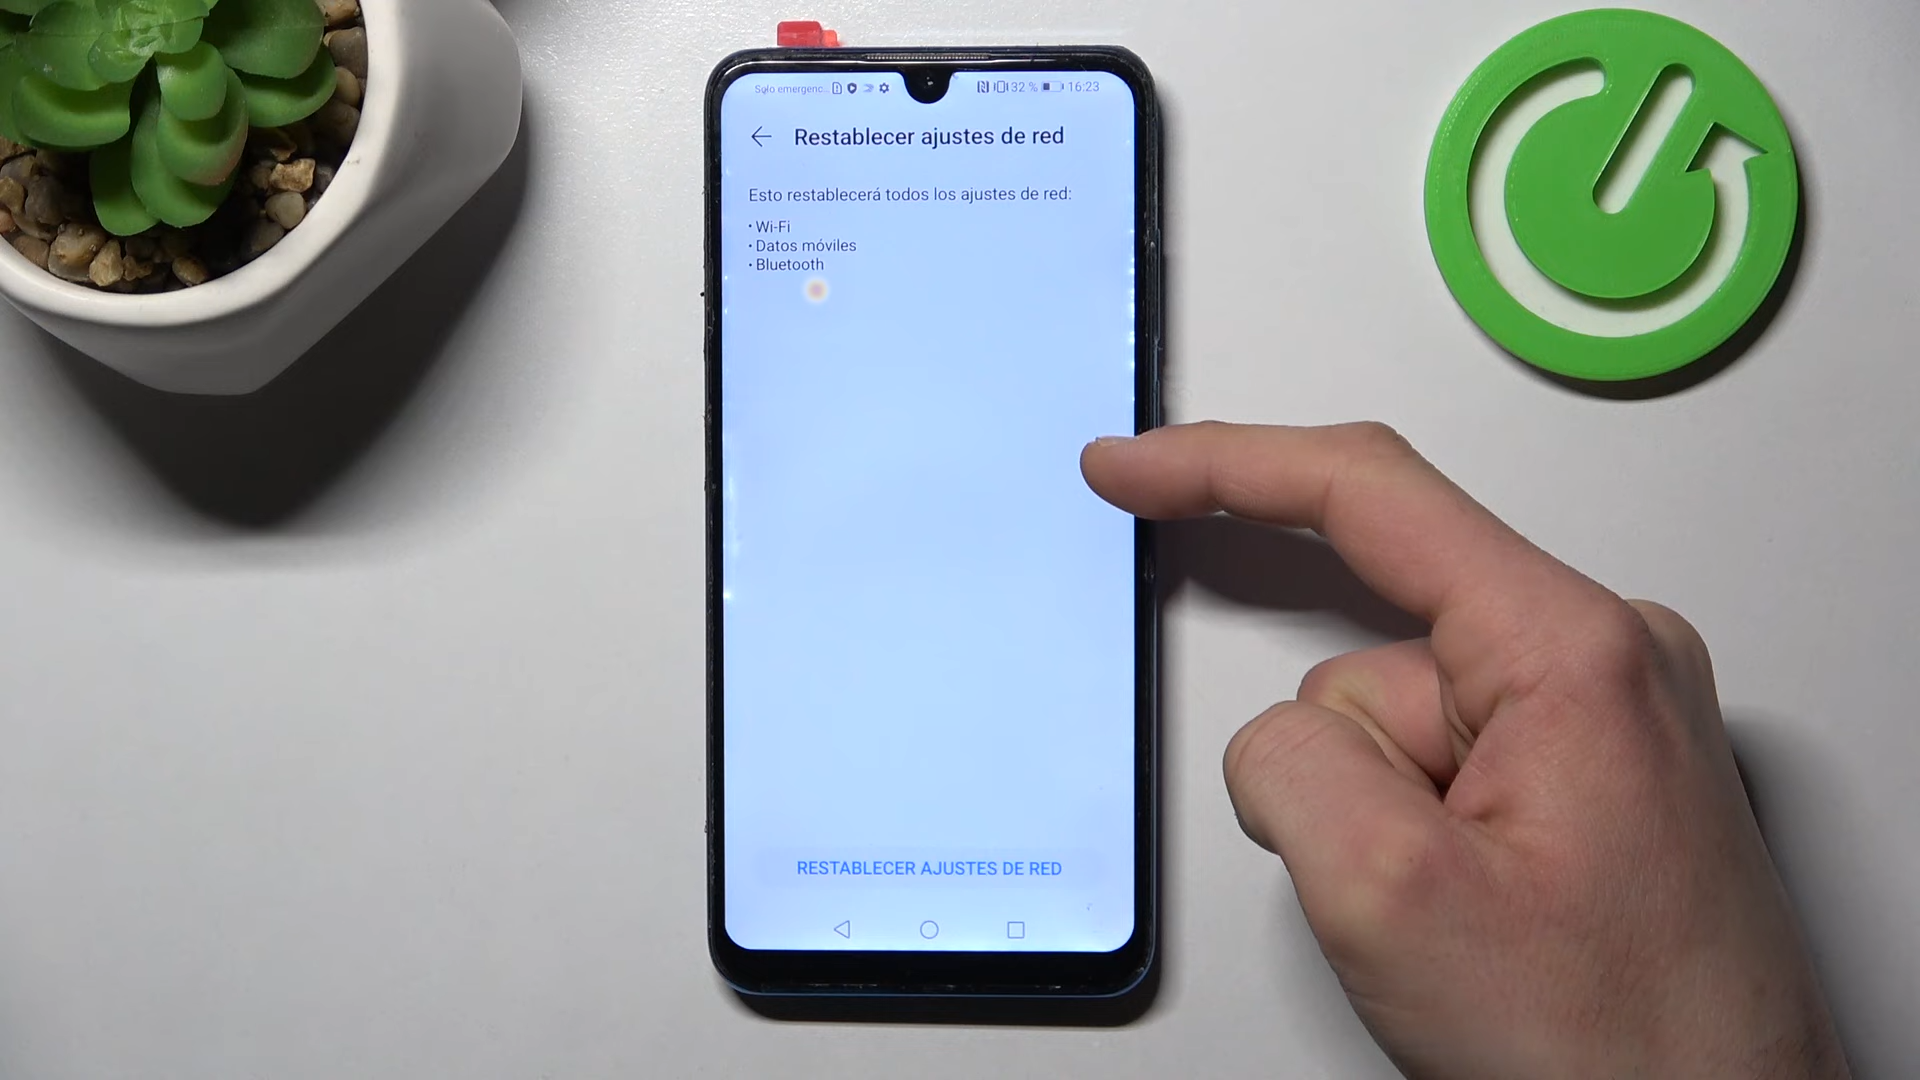 Solo emergenc... 32 % 16:23
Restablecer ajustes de red
Esto restablecerá todos los ajustes de red:
• Wi-Fi
• Datos móviles
• Bluetooth
RESTABLECER AJUSTES DE RED